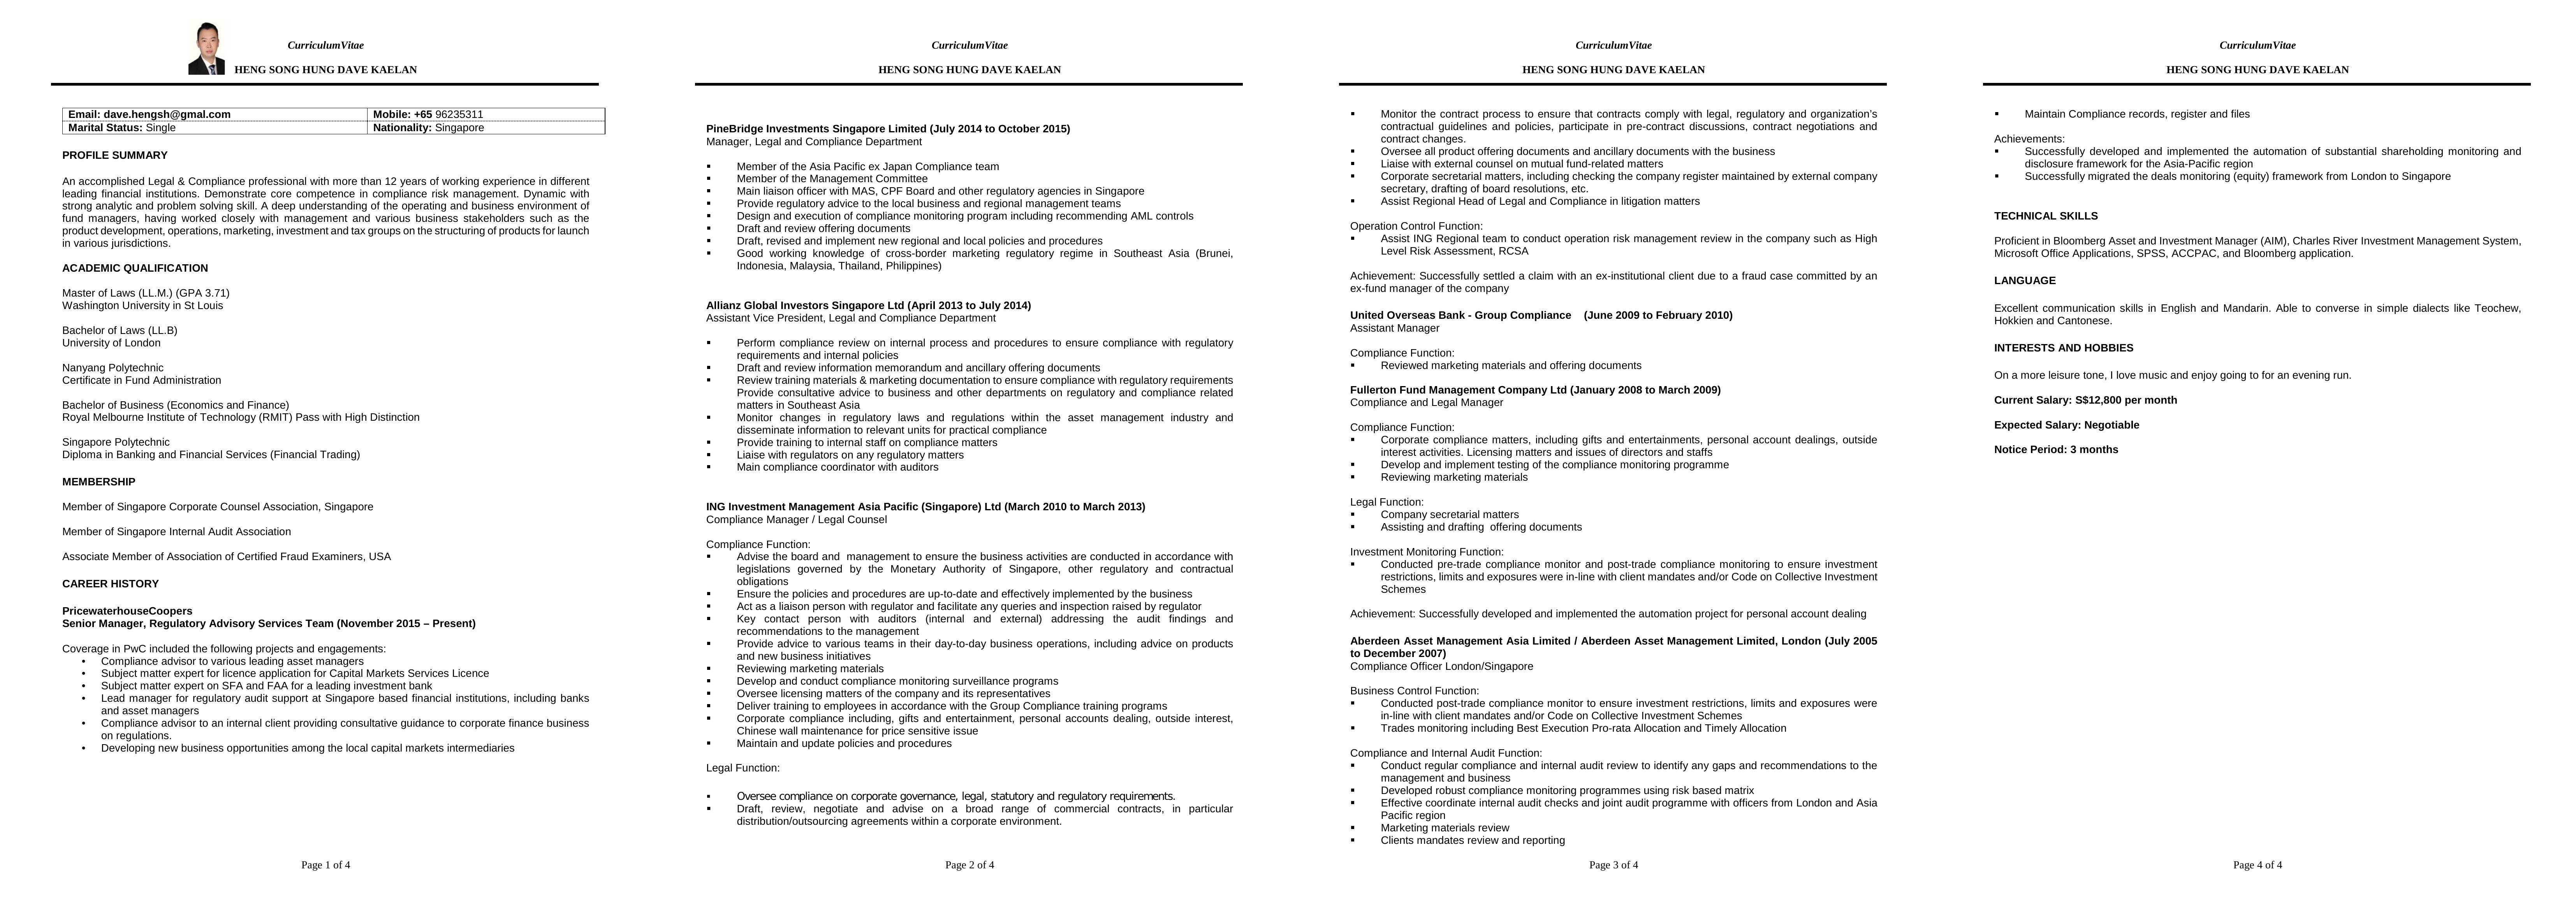 CurriculumVitae
HENG SONG HUNG DAVE KAELAN
Email: dave.hengsh@gmal.com Mobile: +65 96235311
Marital Status: Single Nationality: Singapore
PROFILE SUMMARY
An accomplished Legal & Compliance professional with more than 12 years of working experience in different
leading financial institutions. Demonstrate core competence in compliance risk management. Dynamic with
strong analytic and problem solving skill. A deep understanding of the operating and business environment of
fund managers, having worked closely with management and various business stakeholders such as the
product development, operations, marketing, investment and tax groups on the structuring of products for launch
in various jurisdictions.
ACADEMIC QUALIFICATION
Master of Laws (LL.M.) (GPA 3.71)
Washington University in St Louis
Bachelor of Laws (LL.B)
University of London
Nanyang Polytechnic
Certificate in Fund Administration
Bachelor of Business (Economics and Finance)
Royal Melbourne Institute of Technology (RMIT) Pass with High Distinction
Singapore Polytechnic
Diploma in Banking and Financial Services (Financial Trading)
MEMBERSHIP
Member of Singapore Corporate Counsel Association, Singapore
Member of Singapore Internal Audit Association
Associate Member of Association of Certified Fraud Examiners, USA
CAREER HISTORY
PricewaterhouseCoopers
Senior Manager, Regulatory Advisory Services Team (November 2015 – Present)
Coverage in PwC included the following projects and engagements:
• Compliance advisor to various leading asset managers
• Subject matter expert for licence application for Capital Markets Services Licence
• Subject matter expert on SFA and FAA for a leading investment bank
• Lead manager for regulatory audit support at Singapore based financial institutions, including banks
and asset managers
• Compliance advisor to an internal client providing consultative guidance to corporate finance business
on regulations.
• Developing new business opportunities among the local capital markets intermediaries
Page 1 of 4
CurriculumVitae
HENG SONG HUNG DAVE KAELAN
PineBridge Investments Singapore Limited (July 2014 to October 2015)
Manager, Legal and Compliance Department
▪ Member of the Asia Pacific ex Japan Compliance team
▪ Member of the Management Committee
▪ Main liaison officer with MAS, CPF Board and other regulatory agencies in Singapore
▪ Provide regulatory advice to the local business and regional management teams
▪ Design and execution of compliance monitoring program including recommending AML controls
▪ Draft and review offering documents
▪ Draft, revised and implement new regional and local policies and procedures
▪ Good working knowledge of cross-border marketing regulatory regime in Southeast Asia (Brunei,
Indonesia, Malaysia, Thailand, Philippines)
Allianz Global Investors Singapore Ltd (April 2013 to July 2014)
Assistant Vice President, Legal and Compliance Department
▪ Perform compliance review on internal process and procedures to ensure compliance with regulatory
requirements and internal policies
▪ Draft and review information memorandum and ancillary offering documents
▪ Review training materials & marketing documentation to ensure compliance with regulatory requirements
Provide consultative advice to business and other departments on regulatory and compliance related
matters in Southeast Asia
▪ Monitor changes in regulatory laws and regulations within the asset management industry and
disseminate information to relevant units for practical compliance
▪ Provide training to internal staff on compliance matters
▪ Liaise with regulators on any regulatory matters
▪ Main compliance coordinator with auditors
ING Investment Management Asia Pacific (Singapore) Ltd (March 2010 to March 2013)
Compliance Manager / Legal Counsel
Compliance Function:
▪ Advise the board and management to ensure the business activities are conducted in accordance with
legislations governed by the Monetary Authority of Singapore, other regulatory and contractual
obligations
▪ Ensure the policies and procedures are up-to-date and effectively implemented by the business
▪ Act as a liaison person with regulator and facilitate any queries and inspection raised by regulator
▪ Key contact person with auditors (internal and external) addressing the audit findings and
recommendations to the management
▪ Provide advice to various teams in their day-to-day business operations, including advice on products
and new business initiatives
▪ Reviewing marketing materials
▪ Develop and conduct compliance monitoring surveillance programs
▪ Oversee licensing matters of the company and its representatives
▪ Deliver training to employees in accordance with the Group Compliance training programs
▪ Corporate compliance including, gifts and entertainment, personal accounts dealing, outside interest,
Chinese wall maintenance for price sensitive issue
▪ Maintain and update policies and procedures
Legal Function:
▪ Oversee compliance on corporate governance, legal, statutory and regulatory requirements.
▪ Draft, review, negotiate and advise on a broad range of commercial contracts, in particular
distribution/outsourcing agreements within a corporate environment.
Page 2 of 4
CurriculumVitae
HENG SONG HUNG DAVE KAELAN
▪ Monitor the contract process to ensure that contracts comply with legal, regulatory and organization's
contractual guidelines and policies, participate in pre-contract discussions, contract negotiations and
contract changes.
▪ Oversee all product offering documents and ancillary documents with the business
▪ Liaise with external counsel on mutual fund-related matters
▪ Corporate secretarial matters, including checking the company register maintained by external company
secretary, drafting of board resolutions, etc.
▪ Assist Regional Head of Legal and Compliance in litigation matters
Operation Control Function:
▪ Assist ING Regional team to conduct operation risk management review in the company such as High
Level Risk Assessment, RCSA
Achievement: Successfully settled a claim with an ex-institutional client due to a fraud case committed by an
ex-fund manager of the company
United Overseas Bank - Group Compliance (June 2009 to February 2010)
Assistant Manager
Compliance Function:
▪ Reviewed marketing materials and offering documents
Fullerton Fund Management Company Ltd (January 2008 to March 2009)
Compliance and Legal Manager
Compliance Function:
▪ Corporate compliance matters, including gifts and entertainments, personal account dealings, outside
interest activities. Licensing matters and issues of directors and staffs
▪ Develop and implement testing of the compliance monitoring programme
▪ Reviewing marketing materials
Legal Function:
▪ Company secretarial matters
▪ Assisting and drafting offering documents
Investment Monitoring Function:
▪ Conducted pre-trade compliance monitor and post-trade compliance monitoring to ensure investment
restrictions, limits and exposures were in-line with client mandates and/or Code on Collective Investment
Schemes
Achievement: Successfully developed and implemented the automation project for personal account dealing
Aberdeen Asset Management Asia Limited / Aberdeen Asset Management Limited, London (July 2005
to December 2007)
Compliance Officer London/Singapore
Business Control Function:
▪ Conducted post-trade compliance monitor to ensure investment restrictions, limits and exposures were
in-line with client mandates and/or Code on Collective Investment Schemes
▪ Trades monitoring including Best Execution Pro-rata Allocation and Timely Allocation
Compliance and Internal Audit Function:
▪ Conduct regular compliance and internal audit review to identify any gaps and recommendations to the
management and business
▪ Developed robust compliance monitoring programmes using risk based matrix
▪ Effective coordinate internal audit checks and joint audit programme with officers from London and Asia
Pacific region
▪ Marketing materials review
▪ Clients mandates review and reporting
Page 3 of 4
CurriculumVitae
HENG SONG HUNG DAVE KAELAN
▪ Maintain Compliance records, register and files
Achievements:
▪ Successfully developed and implemented the automation of substantial shareholding monitoring and
disclosure framework for the Asia-Pacific region
▪ Successfully migrated the deals monitoring (equity) framework from London to Singapore
TECHNICAL SKILLS
Proficient in Bloomberg Asset and Investment Manager (AIM), Charles River Investment Management System,
Microsoft Office Applications, SPSS, ACCPAC, and Bloomberg application.
LANGUAGE
Excellent communication skills in English and Mandarin. Able to converse in simple dialects like Teochew,
Hokkien and Cantonese.
INTERESTS AND HOBBIES
On a more leisure tone, I love music and enjoy going to for an evening run.
Current Salary: S$12,800 per month
Expected Salary: Negotiable
Notice Period: 3 months
Page 4 of 4